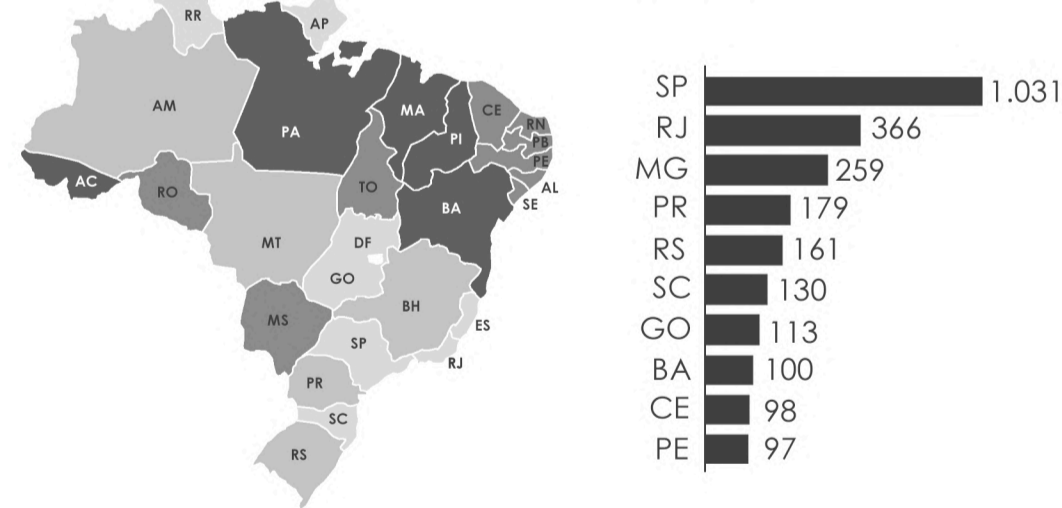 RR
AP
AM
PA
MA
CE
RN
PI
PB
PE
AC
RO
TO
AL
SE
BA
MT
DF
GO
BH
MS
ES
SP
RJ
PR
SC
RS
SP 1.031
RJ 366
MG 259
PR 179
RS 161
SC 130
GO 113
BA 100
CE 98
PE 97